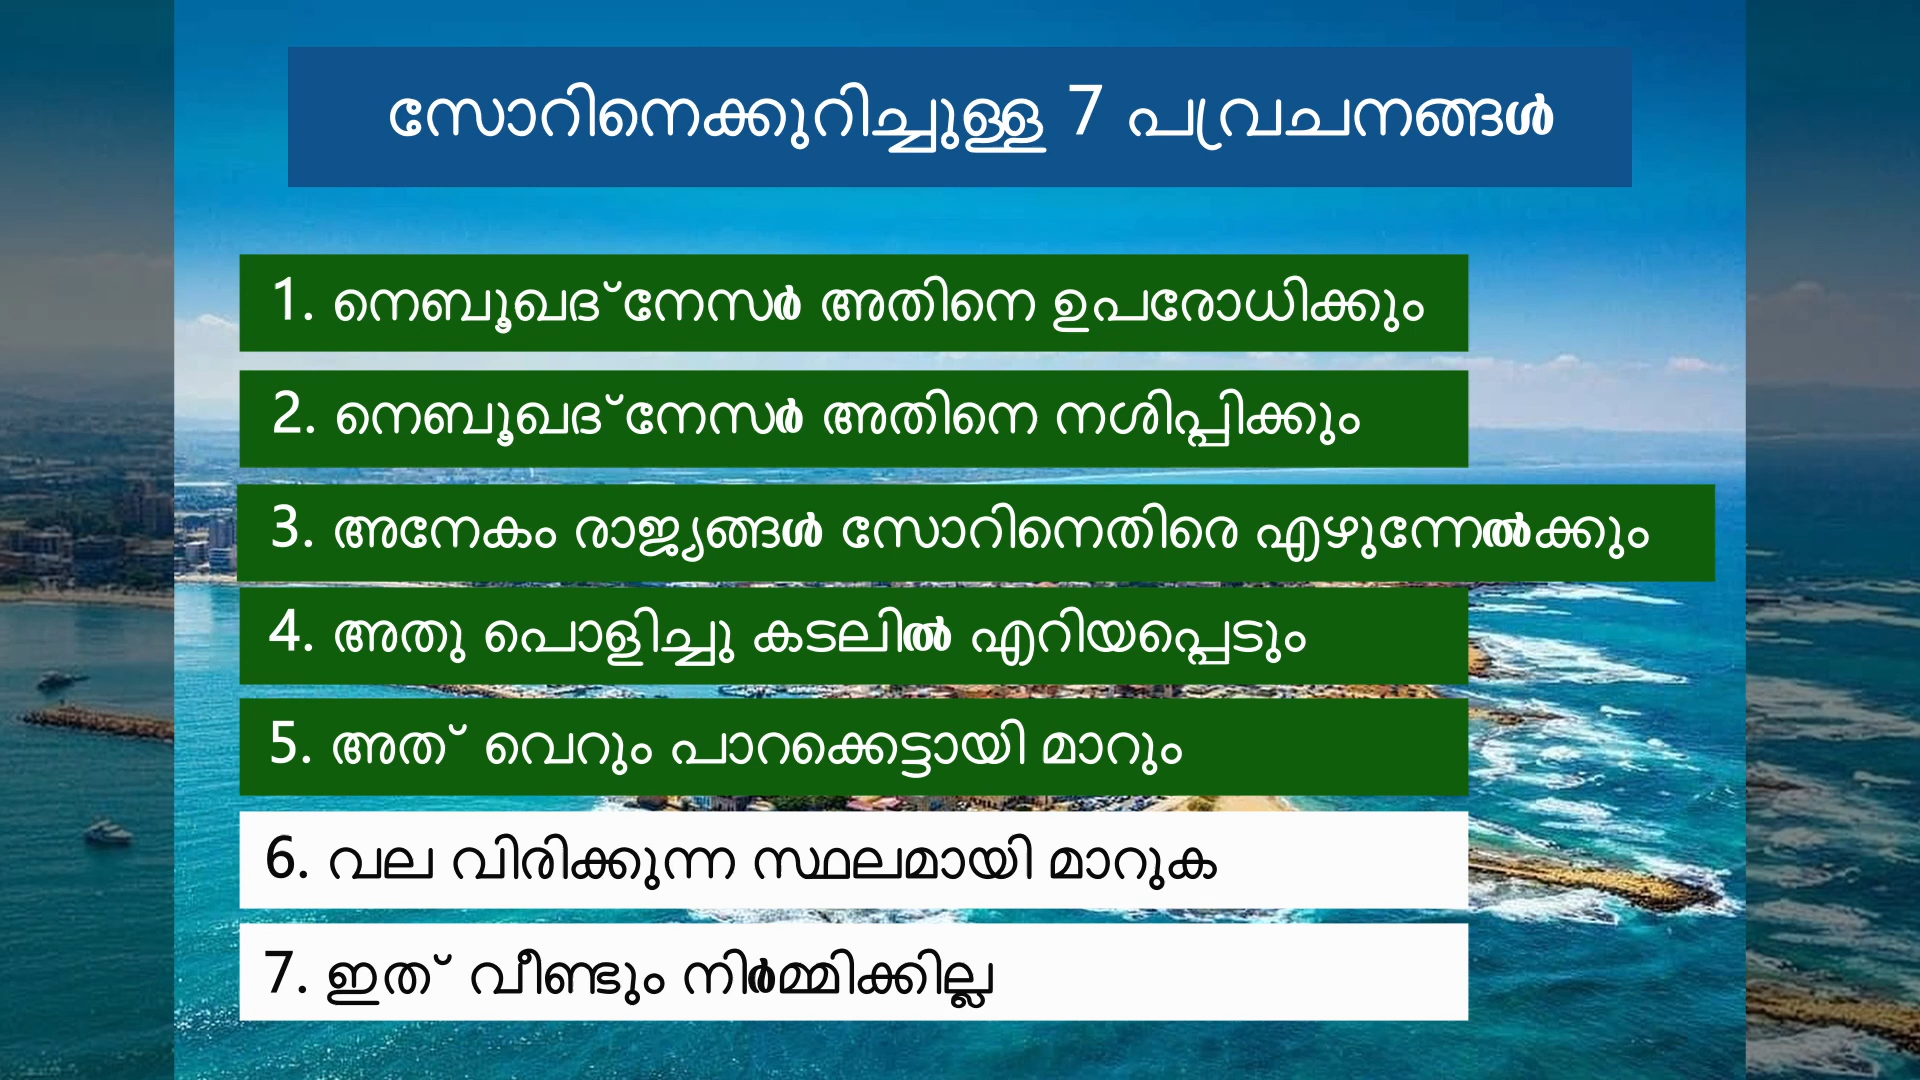 സോറിനെക്കുറിച്ചുള്ള 7 പ്രവചനങ്ങൾ
1. നെബൂഖദ്നേസർ അതിനെ ഉപരോധിക്കും
2. നെബൂഖദ്നേസർ അതിനെ നശിപ്പിക്കും
3. അനേകം രാജ്യങ്ങൾ സോറിനെതിരെ എഴുന്നേൽക്കും
4. അതു പൊളിച്ചു കടലിൽ എറിയപ്പെടും
5. അത് വെറും പാറക്കെട്ടായി മാറും
6. വല വിരിക്കുന്ന സ്ഥലമായി മാറുക
7. ഇത് വീണ്ടും നിർമ്മിക്കില്ല